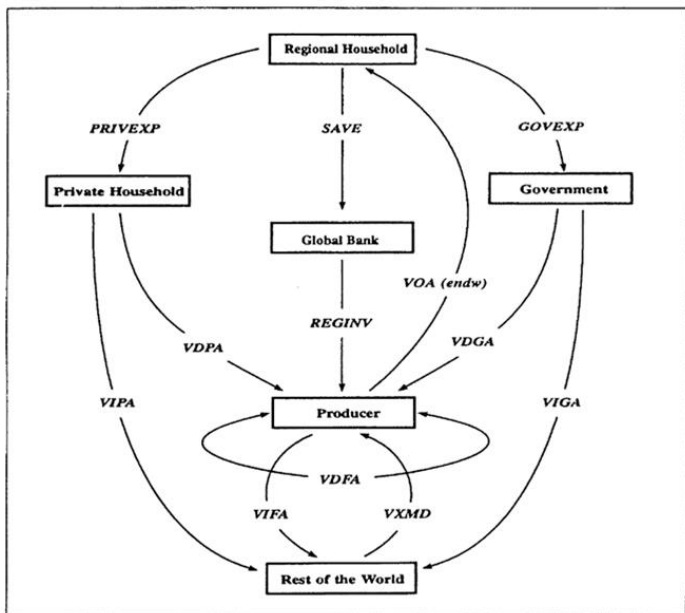 Regional Household
PRIVEXP
SAVE
GOVEXP
Private Household
Government
Global Bank
VOA (endw)
REGINV
VDPA
VDGA
VIPA
Producer
VIGA
VDFA
VIFA
VXMD
Rest of the World